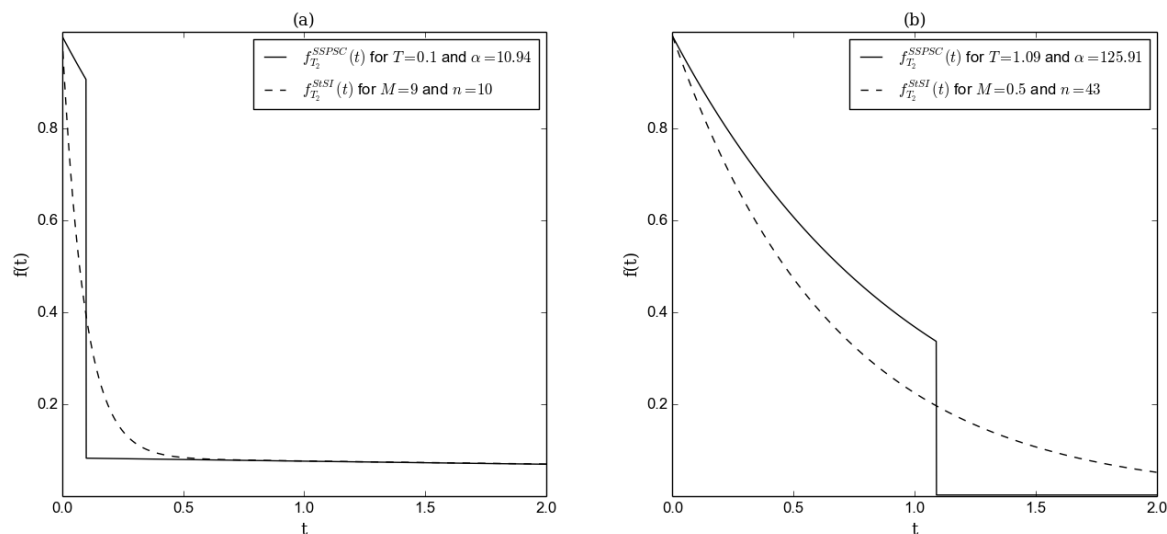 (a)
f_{T_2}^{SSPSC}(t) for T=0.1 and α=10.94
f_{T_2}^{StSI}(t) for M=9 and n=10
0.8
0.6
0.4
0.2
f(t)
0.0 0.5 1.0 1.5 2.0
t
(b)
f_{T_2}^{SSPSC}(t) for T=1.09 and α=125.91
f_{T_2}^{StSI}(t) for M=0.5 and n=43
0.8
0.6
0.4
0.2
f(t)
0.0 0.5 1.0 1.5 2.0
t